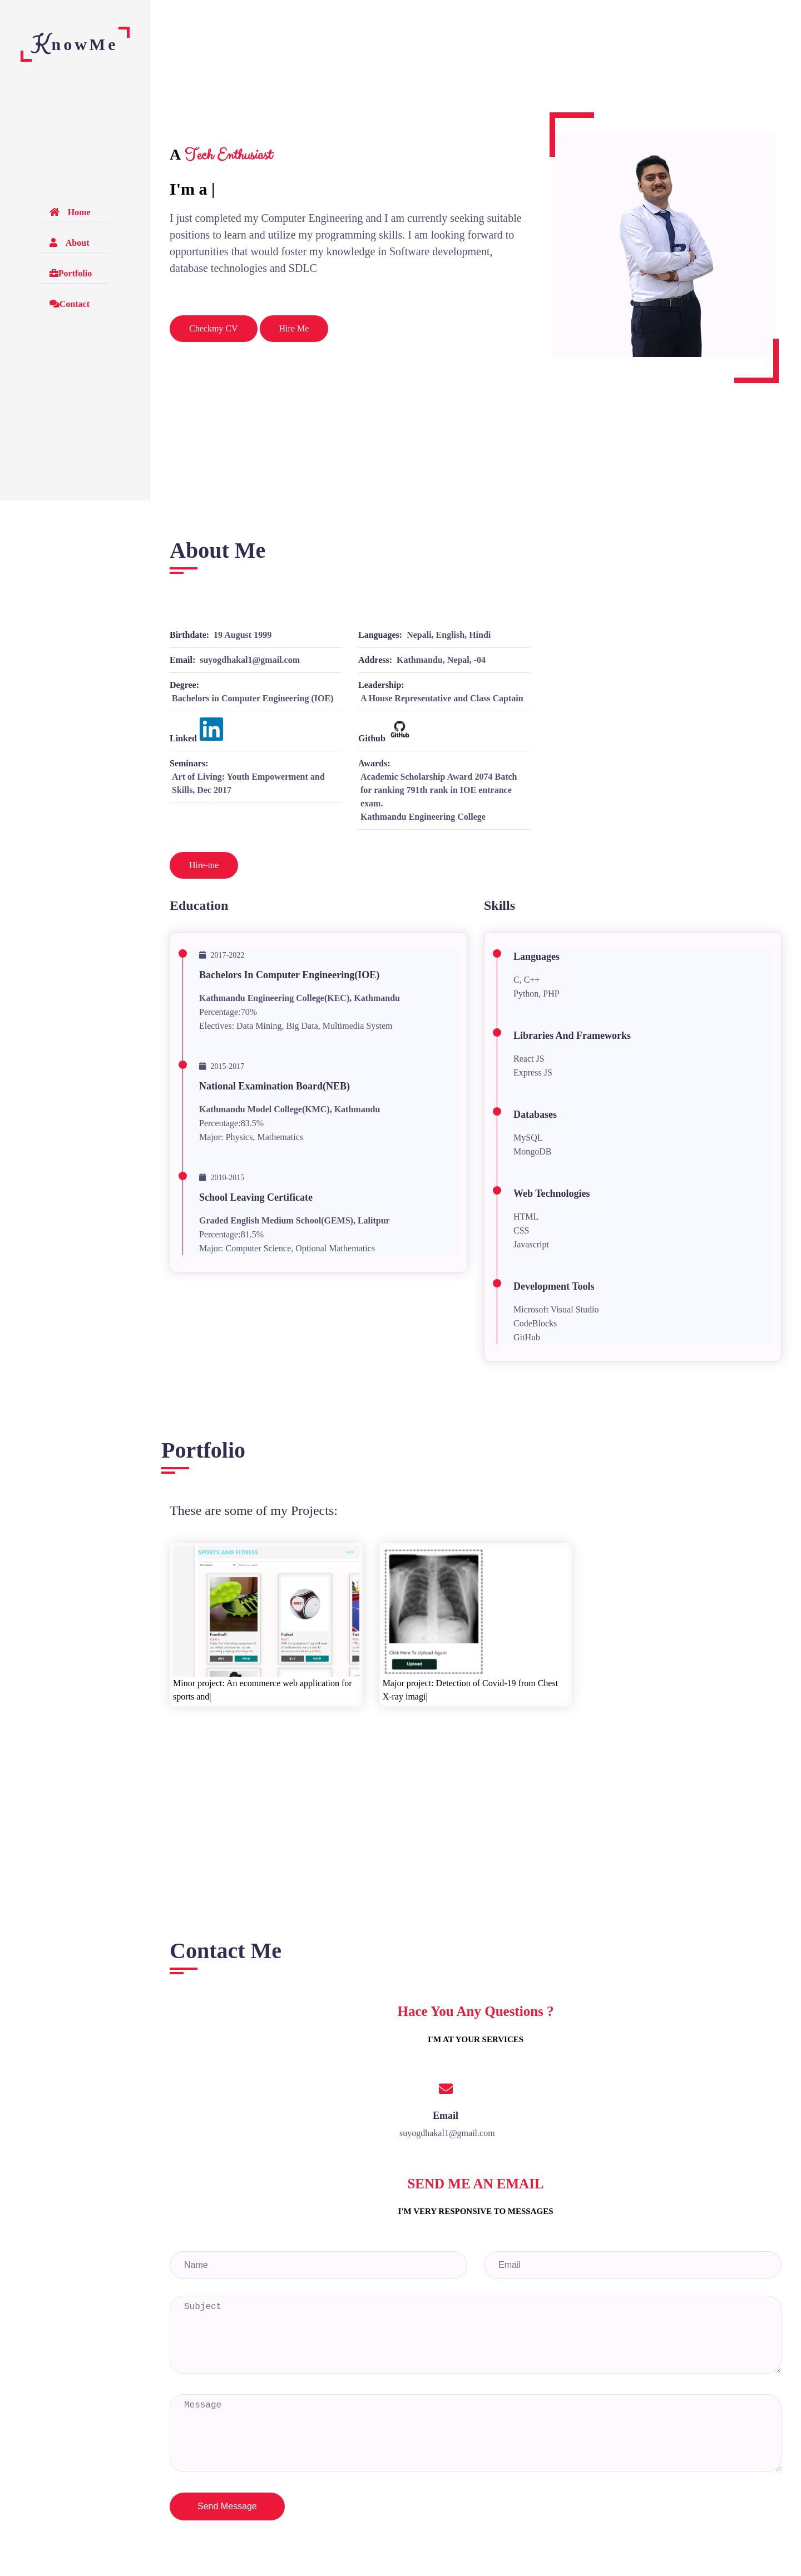 KnowMe
Home
About
Portfolio
Contact
A Tech Enthusiast
I'm a |
I just completed my Computer Engineering and I am currently seeking suitable
positions to learn and utilize my programming skills. I am looking forward to
opportunities that would foster my knowledge in Software development,
database technologies and SDLC
Checkmy CV
Hire Me
About Me
Birthdate: 19 August 1999
Languages: Nepali, English, Hindi
Email: suyogdhakal1@gmail.com
Address: Kathmandu, Nepal, -04
Degree:
Bachelors in Computer Engineering (IOE)
Leadership:
A House Representative and Class Captain
Linked in
Github GitHub
Seminars:
Art of Living: Youth Empowerment and
Skills, Dec 2017
Awards:
Academic Scholarship Award 2074 Batch
for ranking 791th rank in IOE entrance
exam.
Kathmandu Engineering College
Hire-me
Education
2017-2022
Bachelors In Computer Engineering(IOE)
Kathmandu Engineering College(KEC), Kathmandu
Percentage:70%
Electives: Data Mining, Big Data, Multimedia System
2015-2017
National Examination Board(NEB)
Kathmandu Model College(KMC), Kathmandu
Percentage:83.5%
Major: Physics, Mathematics
2010-2015
School Leaving Certificate
Graded English Medium School(GEMS), Lalitpur
Percentage:81.5%
Major: Computer Science, Optional Mathematics
Skills
Languages
C, C++
Python, PHP
Libraries And Frameworks
React JS
Express JS
Databases
MySQL
MongoDB
Web Technologies
HTML
CSS
Javascript
Development Tools
Microsoft Visual Studio
CodeBlocks
GitHub
Portfolio
These are some of my Projects:
SPORTS AND FITNESS
Football
Futsal
BUY
VIEW
Minor project: An ecommerce web application for
sports and|
Click Here To Upload Again
Upload
Major project: Detection of Covid-19 from Chest
X-ray imagi|
Contact Me
Hace You Any Questions ?
I'M AT YOUR SERVICES
Email
suyogdhakal1@gmail.com
SEND ME AN EMAIL
I'M VERY RESPONSIVE TO MESSAGES
Name
Email
Subject
Message
Send Message